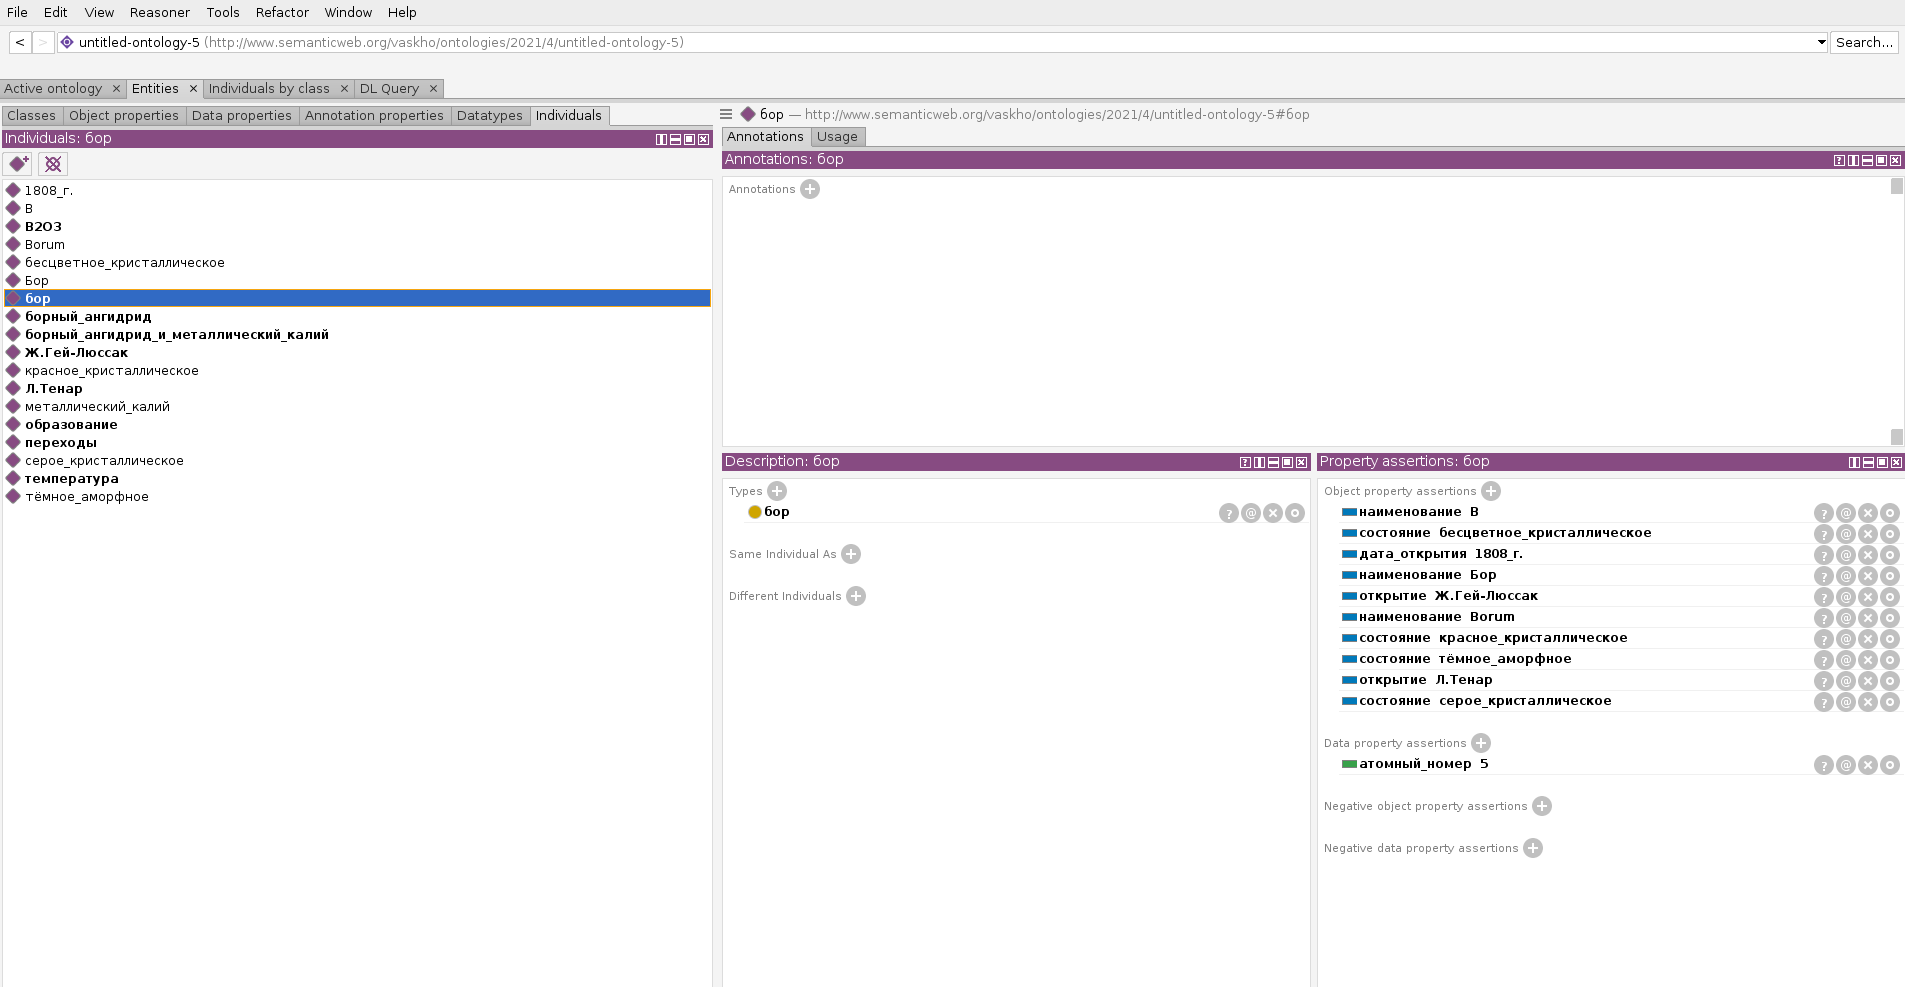 File Edit View Reasoner Tools Refactor Window Help
< > untitled-ontology-5 (http://www.semanticweb.org/vaskho/ontologies/2021/4/untitled-ontology-5) Search...
Active ontology × Entities × Individuals by class × DL Query ×
Classes Object properties Data properties Annotation properties Datatypes Individuals
Individuals: бор
1808_г.
B
B2O3
Borum
бесцветное_кристаллическое
Бор
бор
борный_ангидрид
борный_ангидрид_и_металлический_калий
Ж.Гей-Люссак
красное_кристаллическое
Л.Тенар
металлический_калий
образование
переходы
серое_кристаллическое
температура
тёмное_аморфное
бор — http://www.semanticweb.org/vaskho/ontologies/2021/4/untitled-ontology-5#бор
Annotations Usage
Annotations: бор
Annotations
Description: бор
Types
бор
Same Individual As
Different Individuals
Property assertions: бор
Object property assertions
наименование B
состояние бесцветное_кристаллическое
дата_открытия 1808_г.
наименование Бор
открытие Ж.Гей-Люссак
наименование Borum
состояние красное_кристаллическое
состояние тёмное_аморфное
открытие Л.Тенар
состояние серое_кристаллическое
Data property assertions
атомный_номер 5
Negative object property assertions
Negative data property assertions